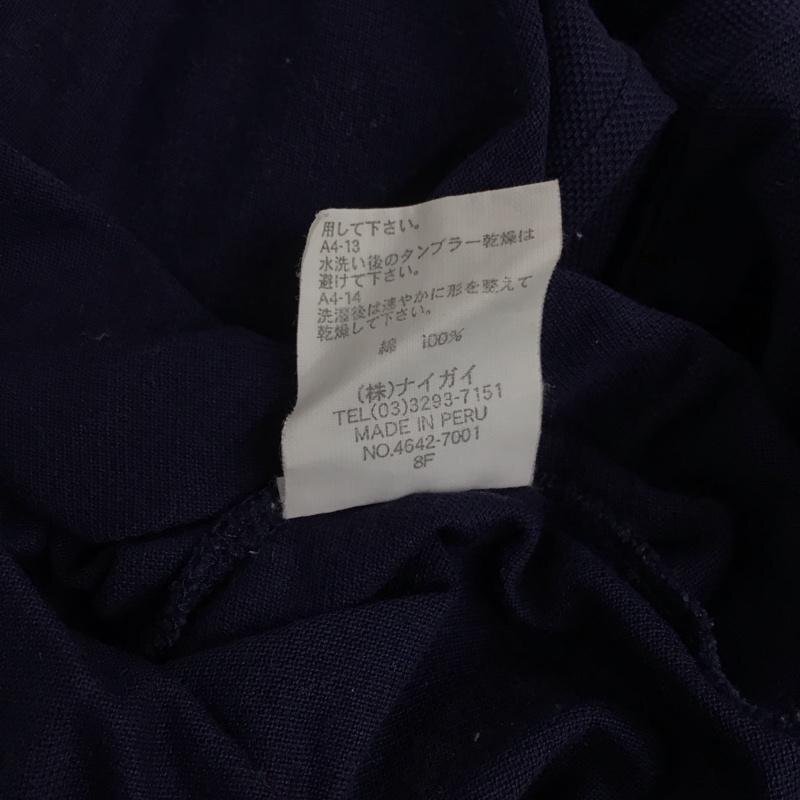 用して下さい。
A4-13
水洗い後のタンブラー乾燥は
避けて下さい。
A4-14
洗濯後は速やかに形を整えて
乾燥して下さい。
綿 100%
(株)ナイガイ
TEL(03)3293-7151
MADE IN PERU
NO.4642-7001
8F